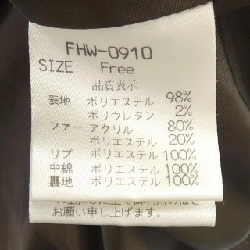 FHW-0910
SIZE Free
品質表示
表地 ポリエステル 98%
ポリウレタン 2%
ファ アクリル 80%
ポリエステル 20%
リブ ポリエステル 100%
中綿 ポリエステル 100%
裏地 ポリエステル 100%
お願い申し上げます。